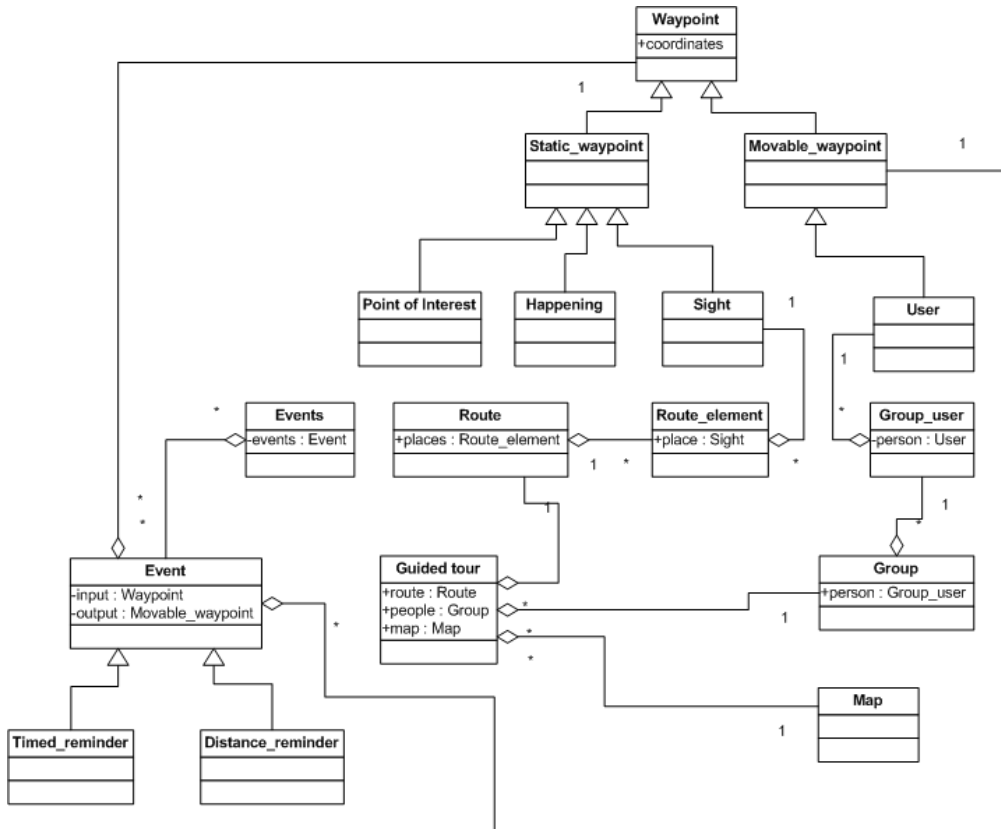 Waypoint
+coordinates
1
Static_waypoint
Movable_waypoint
1
Point of Interest
Happening
Sight
1
User
1
*
Events
-events : Event
Route
+places : Route_element
1
*
Route_element
+place : Sight
*
*
Group_user
-person : User
1
*
*
*
1
Event
-input : Waypoint
-output : Movable_waypoint
*
Guided tour
+route : Route
+people : Group
+map : Map
*
1
*
*
Group
+person : Group_user
Map
1
Timed_reminder
Distance_reminder